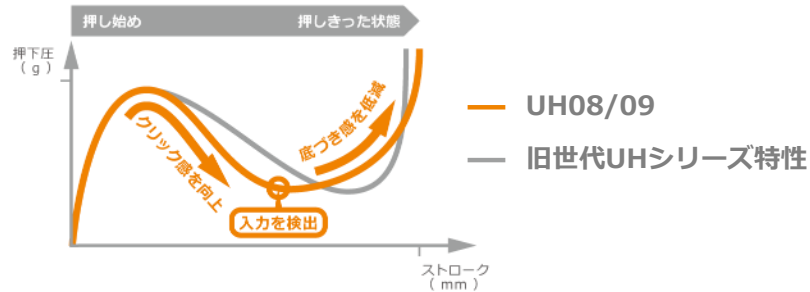 押し始め
押しきった状態
押下圧
(g)
クリック感を向上
底づき感を低減
入力を検出
ストローク
(mm)
UH08/09
旧世代UHシリーズ特性